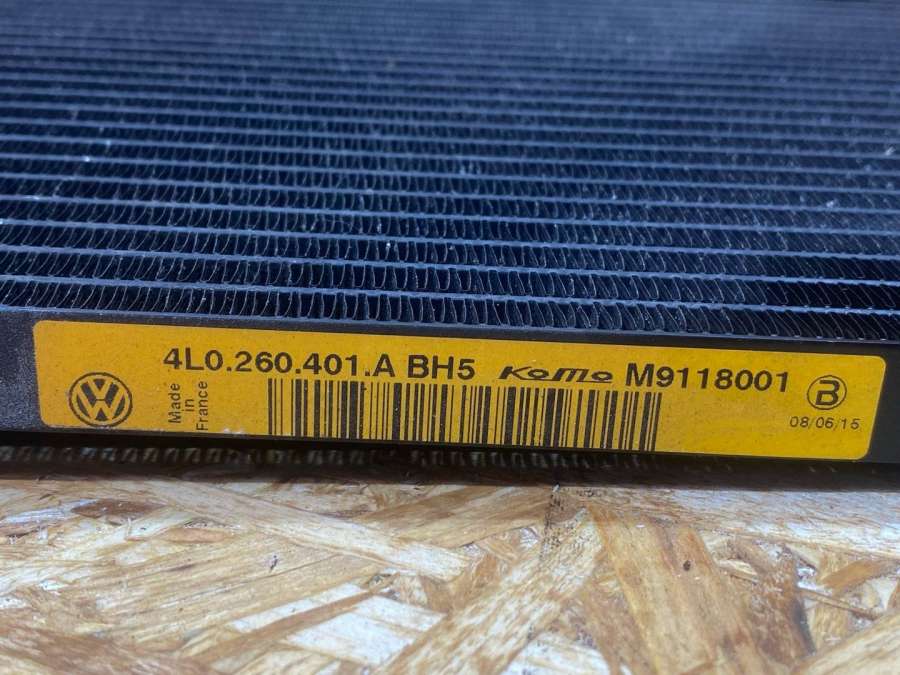 4L0.260.401.A BH5 KoMo M9118001
Made
in
France
B
08/06/15